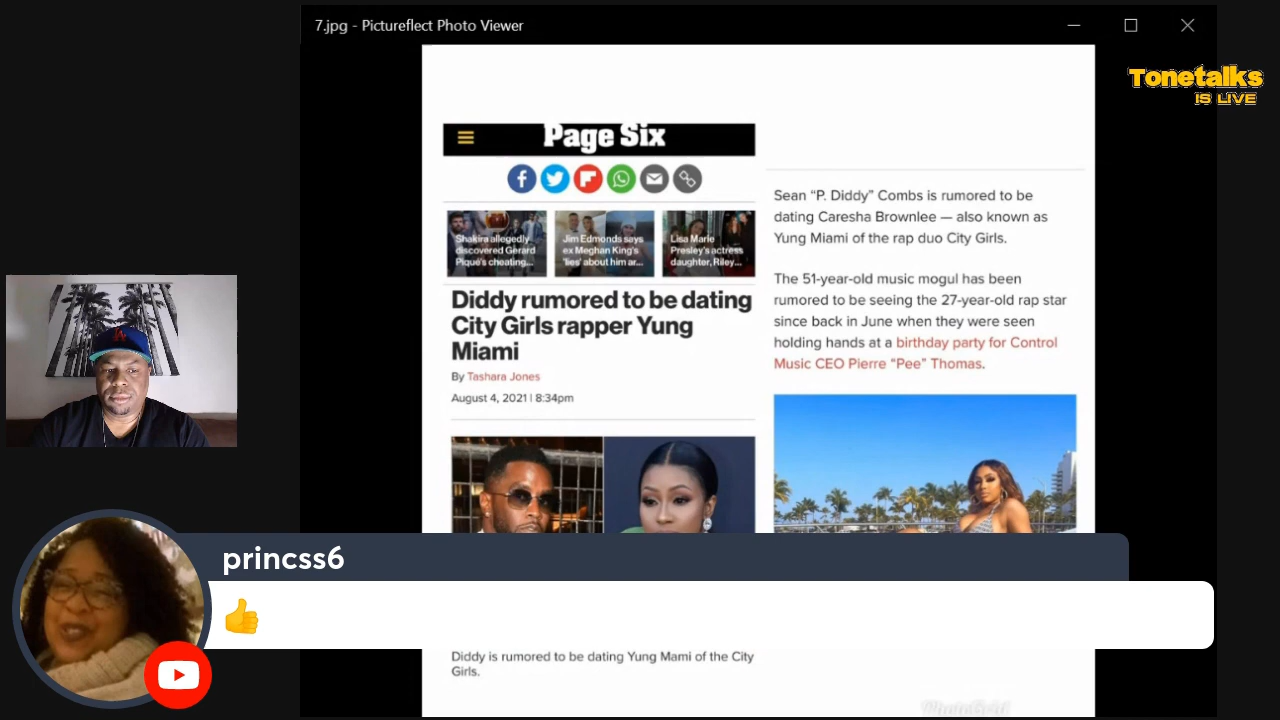 7.jpg - Pictureflect Photo Viewer
Tonetalks
IS LIVE
Page Six
Shakira allegedly
discovered Gerard
Piqué's cheating...
Jim Edmonds says
ex Meghan King's
'lies' about him ar...
Lisa Marie
Presley's actress
daughter, Riley...
Diddy rumored to be dating
City Girls rapper Yung
Miami
By Tashara Jones
August 4, 2021 | 8:34pm
Diddy is rumored to be dating Yung Mami of the City
Girls.
Sean “P. Diddy” Combs is rumored to be
dating Caresha Brownlee — also known as
Yung Miami of the rap duo City Girls.
The 51-year-old music mogul has been
rumored to be seeing the 27-year-old rap star
since back in June when they were seen
holding hands at a birthday party for Control
Music CEO Pierre “Pee” Thomas.
princss6
PhotoGrid